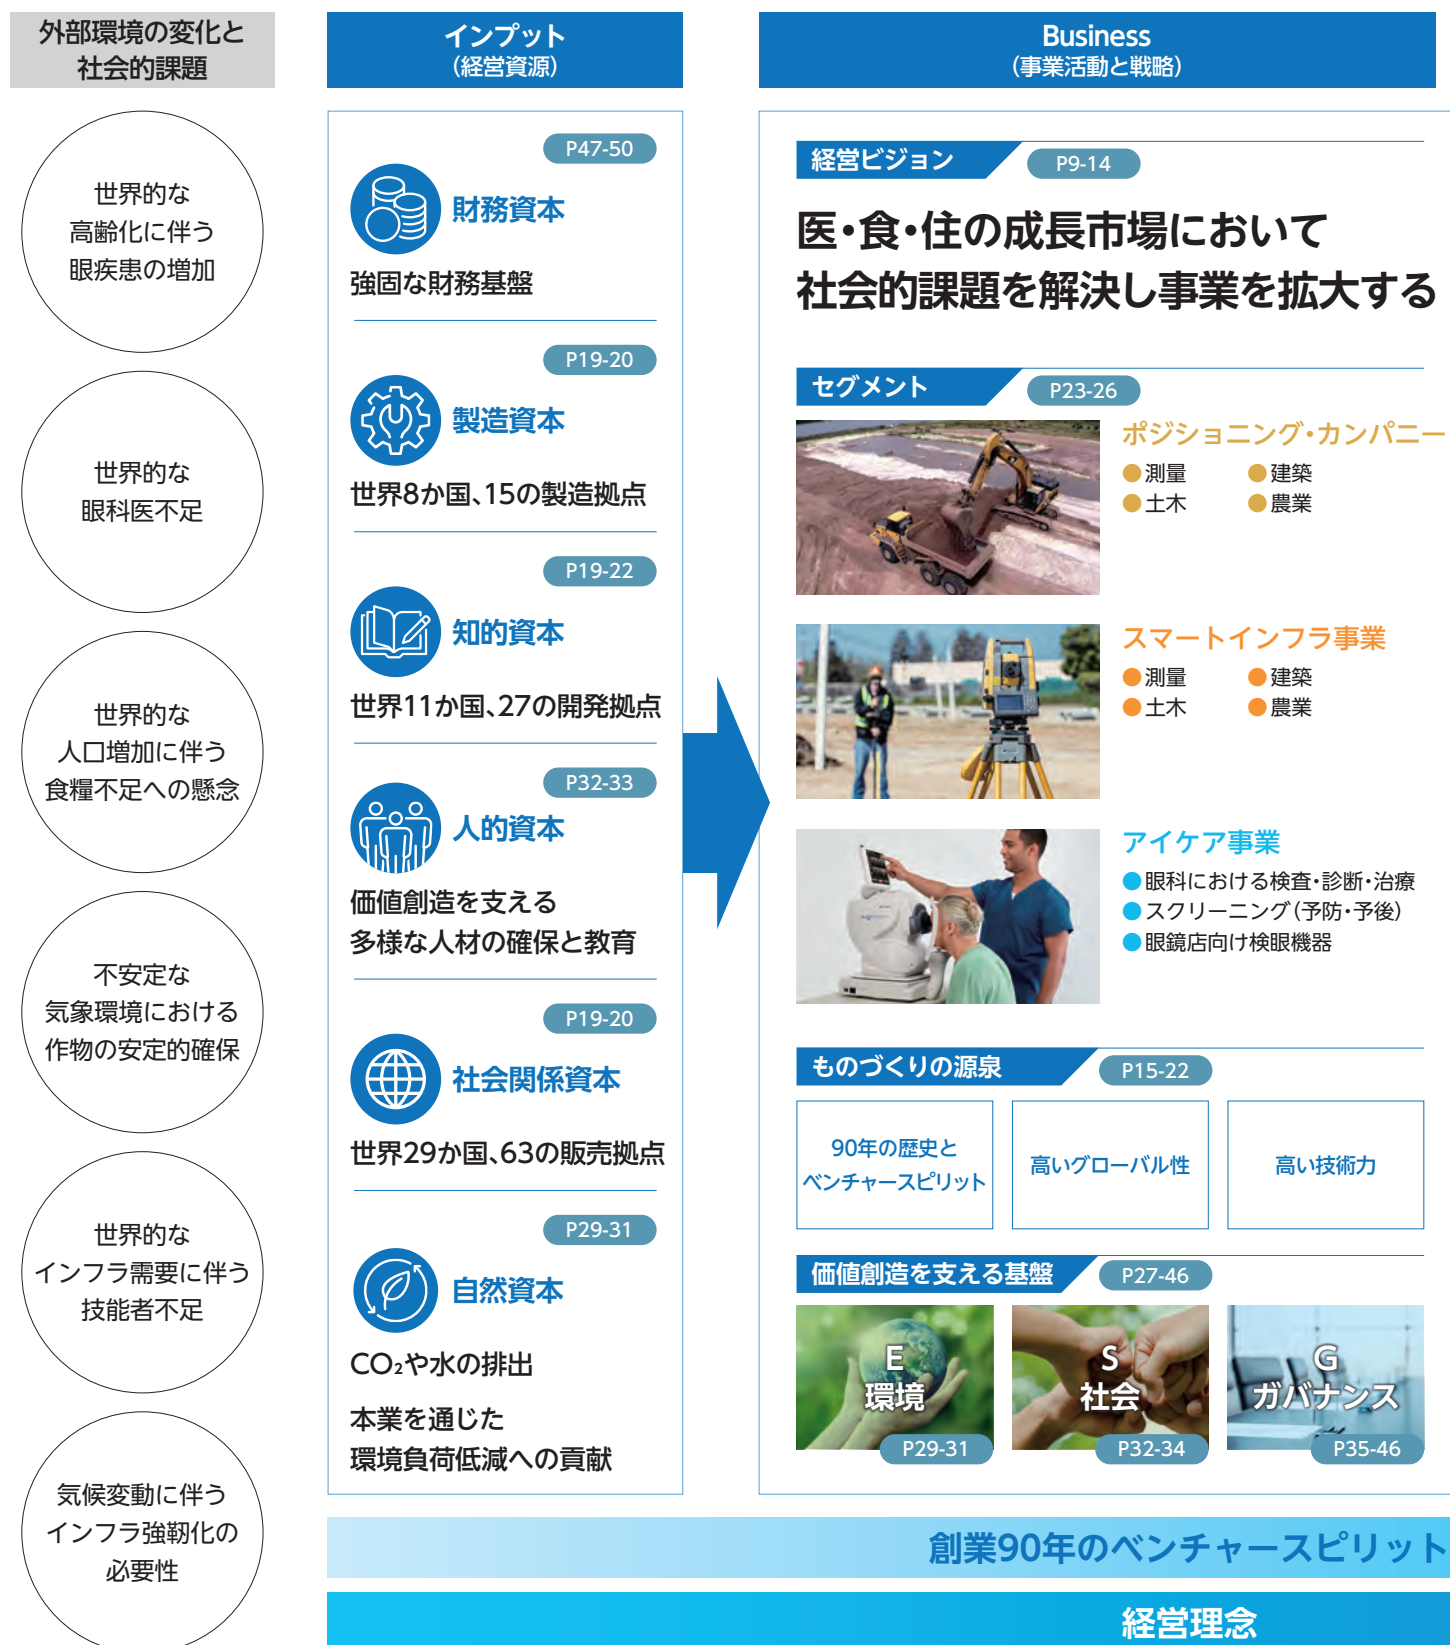 外部環境の変化と
社会的課題
世界的な
高齢化に伴う
眼疾患の増加
世界的な
眼科医不足
世界的な
人口増加に伴う
食糧不足への懸念
不安定な
気象環境における
作物の安定的確保
世界的な
インフラ需要に伴う
技能者不足
気候変動に伴う
インフラ強靭化の
必要性
インプット
(経営資源)
P47-50
財務資本
強固な財務基盤
P19-20
製造資本
世界8か国、15の製造拠点
P19-22
知的資本
世界11か国、27の開発拠点
P32-33
人的資本
価値創造を支える
多様な人材の確保と教育
P19-20
社会関係資本
世界29か国、63の販売拠点
P29-31
自然資本
CO₂や水の排出
本業を通じた
環境負荷低減への貢献
Business
(事業活動と戦略)
経営ビジョン P9-14
医・食・住の成長市場において
社会的課題を解決し事業を拡大する
セグメント P23-26
ポジショニング・カンパニー
●測量 ●建築
●土木 ●農業
スマートインフラ事業
●測量 ●建築
●土木 ●農業
アイケア事業
●眼科における検査・診断・治療
●スクリーニング(予防・予後)
●眼鏡店向け検眼機器
ものづくりの源泉 P15-22
90年の歴史と
ベンチャースピリット
高いグローバル性
高い技術力
価値創造を支える基盤 P27-46
E
環境
P29-31
S
社会
P32-34
G
ガバナンス
P35-46
創業90年のベンチャースピリット
経営理念